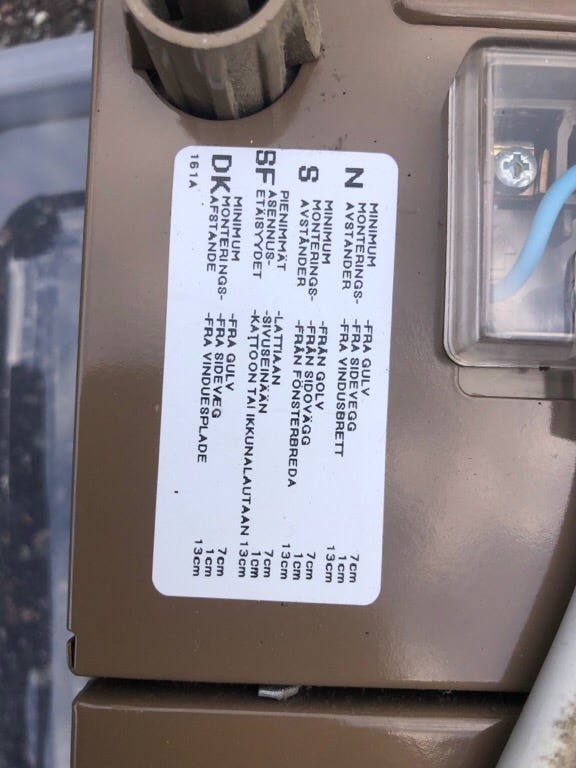 N MINIMUM -FRA GULV 7cm
MONTERINGS- -FRA SIDEVEGG 1cm
AVSTANDER -FRA VINDUSBRETT 13cm
S MINIMUM -FRÅN GOLV 7cm
MONTERINGS- -FRÅN SIDOVÄGG 1cm
AVSTÅNDER -FRÅN FÖNSTERBREDA 13cm
SF PIENIMMÄT -LATTIAAN 7cm
ASENNUS- -SIVUSEINÄÄN 1cm
ETÄISYYDET -KATTOON TAI IKKUNALAUTAAN 13cm
DK MINIMUM -FRA GULV 7cm
MONTERINGS- -FRA SIDEVÆG 1cm
AFSTANDE -FRA VINDUESPLADE 13cm
161A